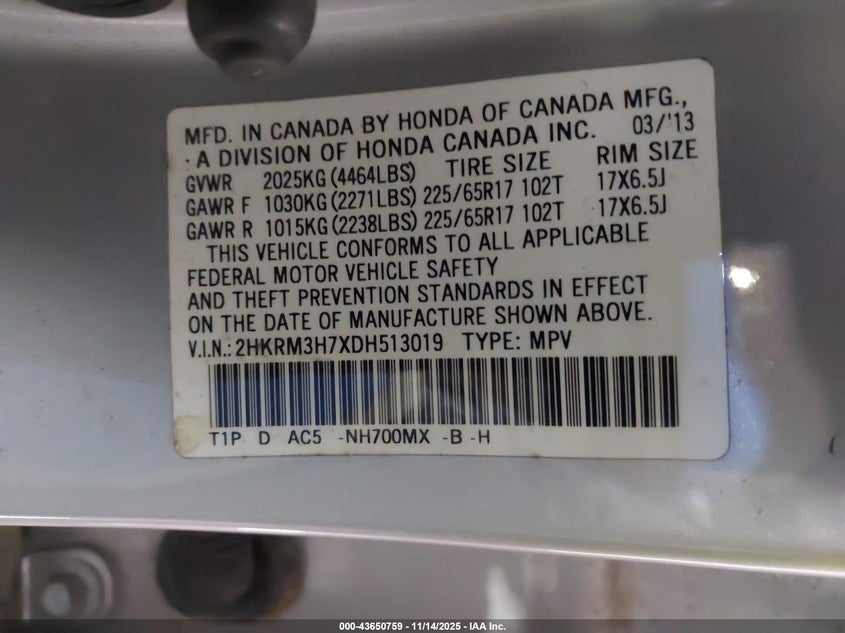 MFD. IN CANADA BY HONDA OF CANADA MFG.,
· A DIVISION OF HONDA CANADA INC. 03/'13
GVWR 2025KG (4464LBS) TIRE SIZE RIM SIZE
GAWR F 1030KG (2271LBS) 225/65R17 102T 17X6.5J
GAWR R 1015KG (2238LBS) 225/65R17 102T 17X6.5J
THIS VEHICLE CONFORMS TO ALL APPLICABLE
FEDERAL MOTOR VEHICLE SAFETY
AND THEFT PREVENTION STANDARDS IN EFFECT
ON THE DATE OF MANUFACTURE SHOWN ABOVE.
V.I.N.: 2HKRM3H7XDH513019 TYPE: MPV
T1P D AC5 -NH700MX -B -H
000-43650759 - 11/14/2025 - IAA Inc.